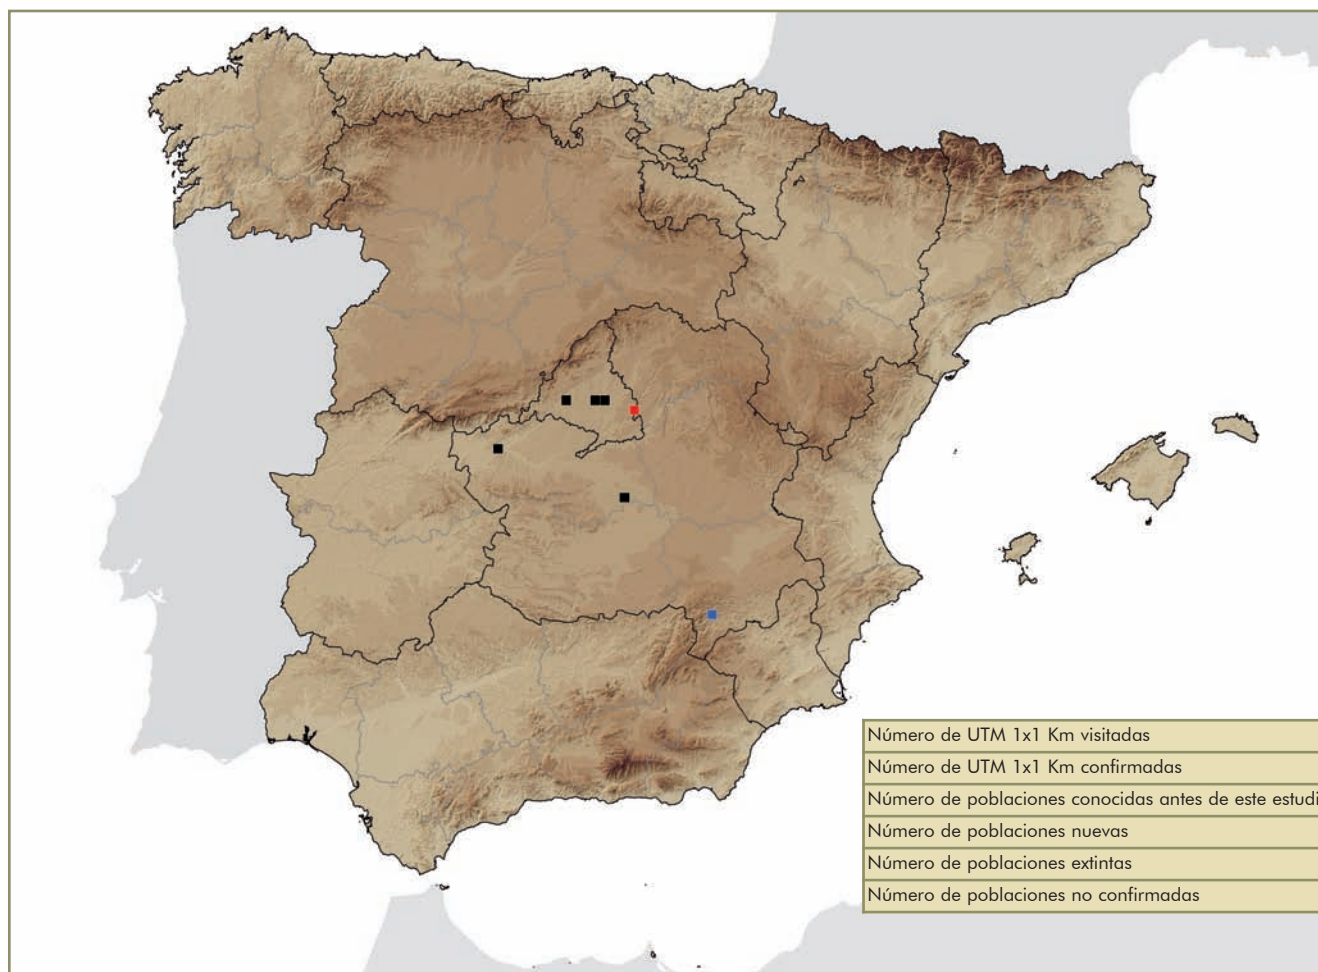 Número de UTM 1x1 Km visitadas
Número de UTM 1x1 Km confirmadas
Número de poblaciones conocidas antes de este estudi
Número de poblaciones nuevas
Número de poblaciones extintas
Número de poblaciones no confirmadas